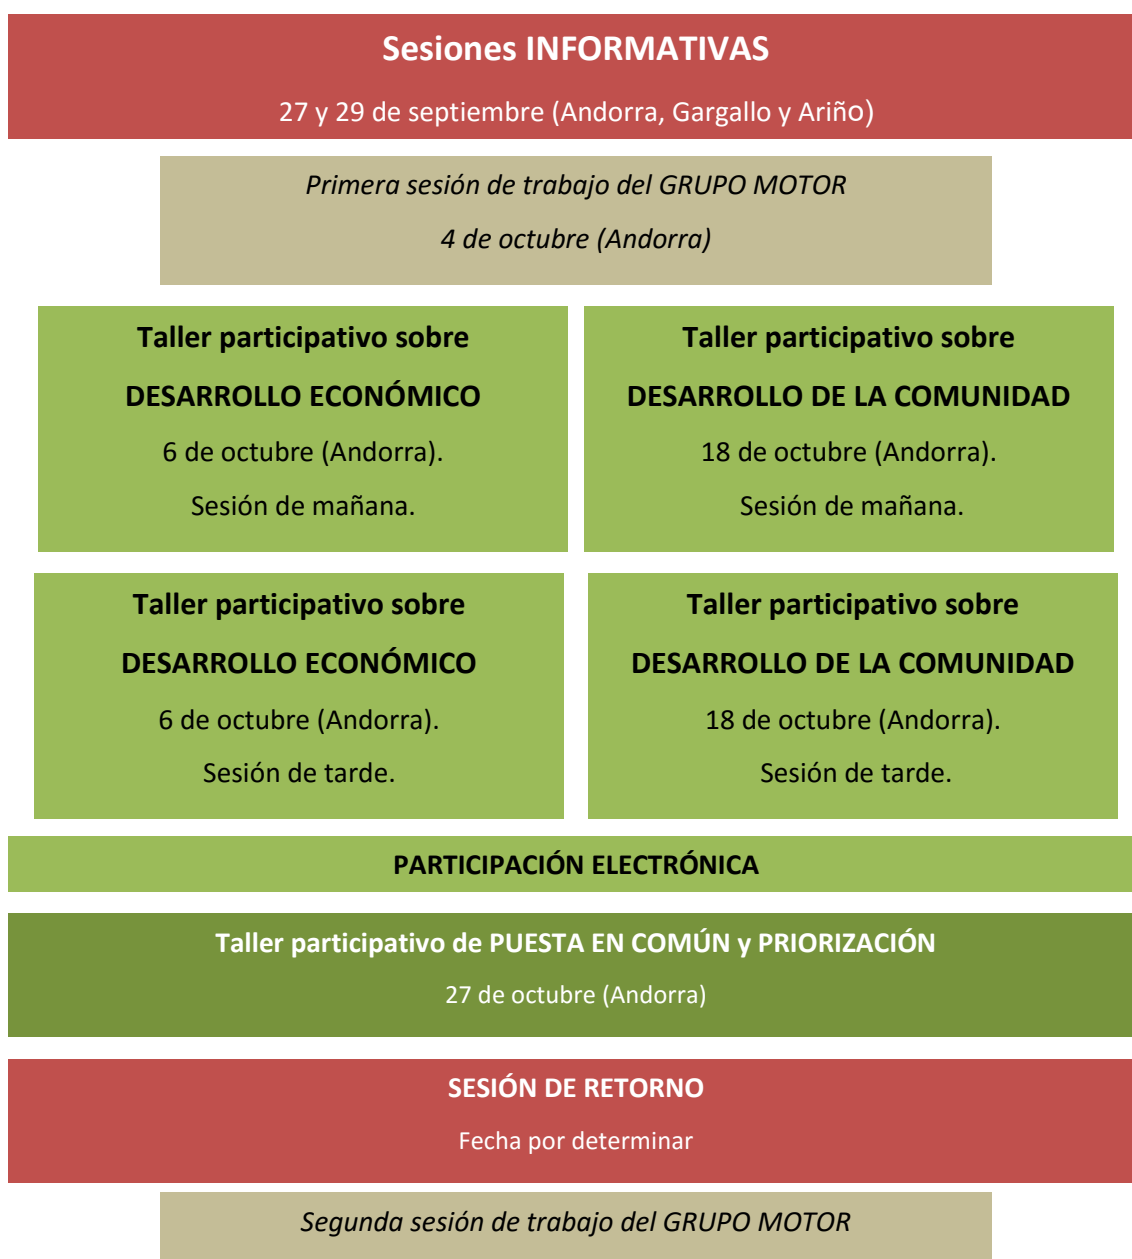 Sesiones INFORMATIVAS
27 y 29 de septiembre (Andorra, Gargallo y Ariño)
Primera sesión de trabajo del GRUPO MOTOR
4 de octubre (Andorra)
Taller participativo sobre
DESARROLLO ECONÓMICO
6 de octubre (Andorra).
Sesión de mañana.
Taller participativo sobre
DESARROLLO DE LA COMUNIDAD
18 de octubre (Andorra).
Sesión de mañana.
Taller participativo sobre
DESARROLLO ECONÓMICO
6 de octubre (Andorra).
Sesión de tarde.
Taller participativo sobre
DESARROLLO DE LA COMUNIDAD
18 de octubre (Andorra).
Sesión de tarde.
PARTICIPACIÓN ELECTRÓNICA
Taller participativo de PUESTA EN COMÚN y PRIORIZACIÓN
27 de octubre (Andorra)
SESIÓN DE RETORNO
Fecha por determinar
Segunda sesión de trabajo del GRUPO MOTOR